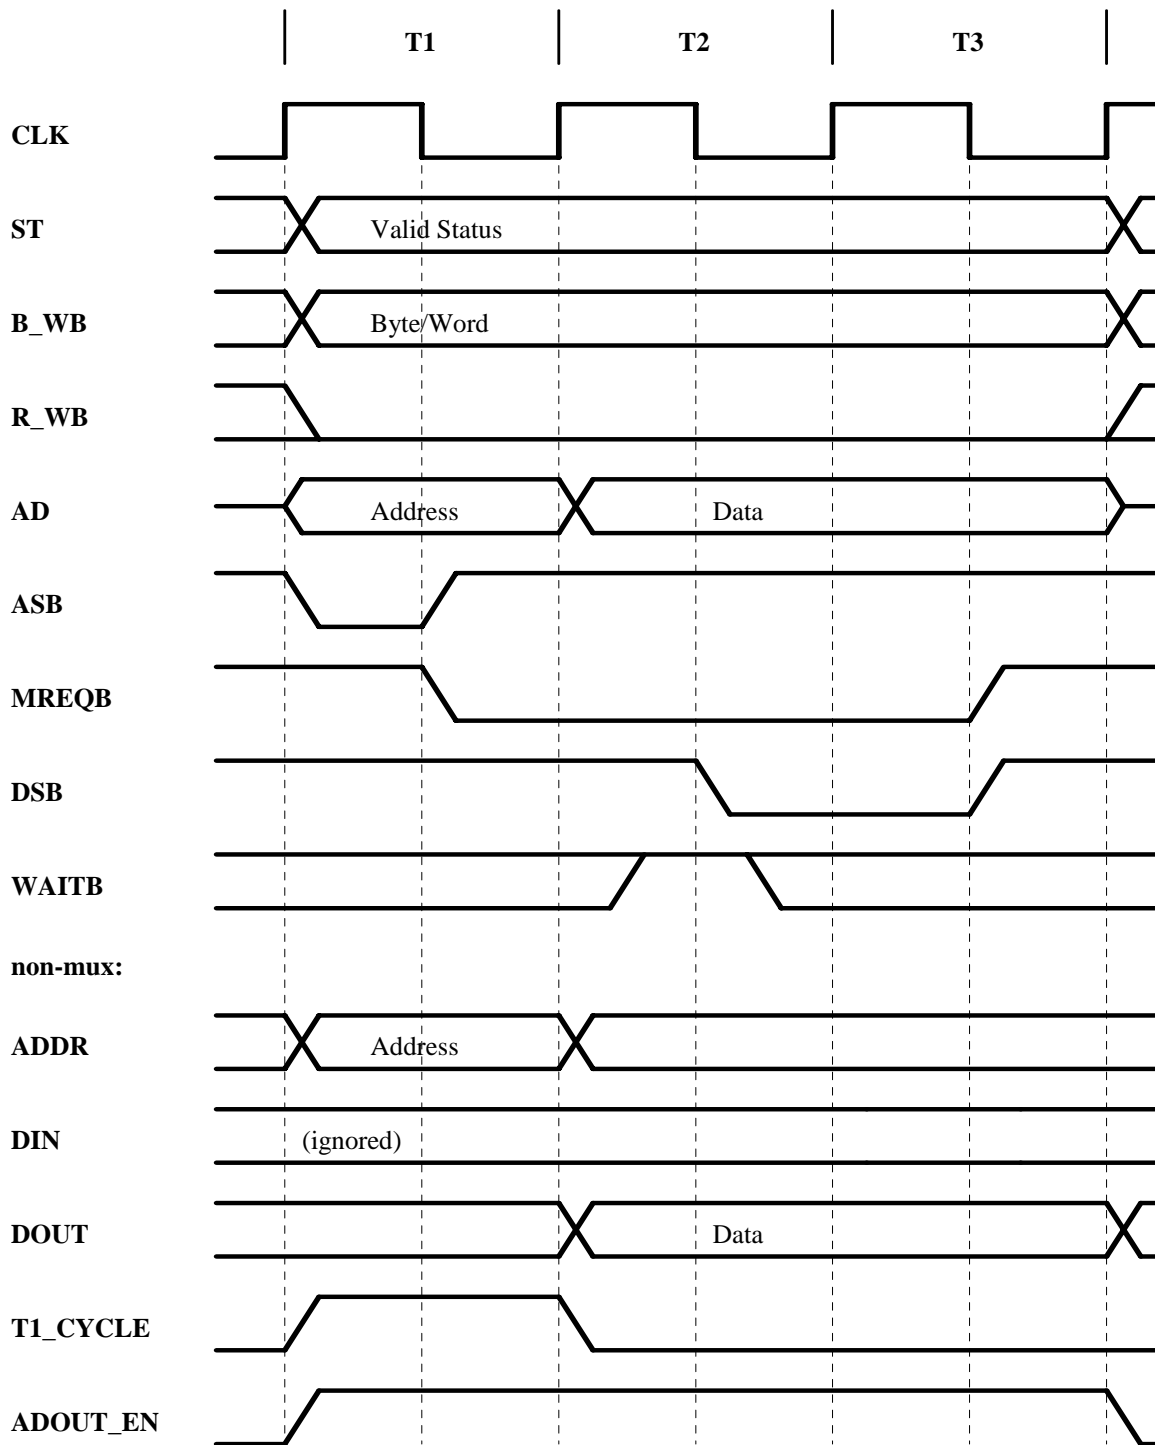 T1 T2 T3
CLK
ST Valid Status
B_WB Byte/Word
R_WB
AD Address Data
ASB
MREQB
DSB
WAITB
non-mux:
ADDR Address
DIN (ignored)
DOUT Data
T1_CYCLE
ADOUT_EN